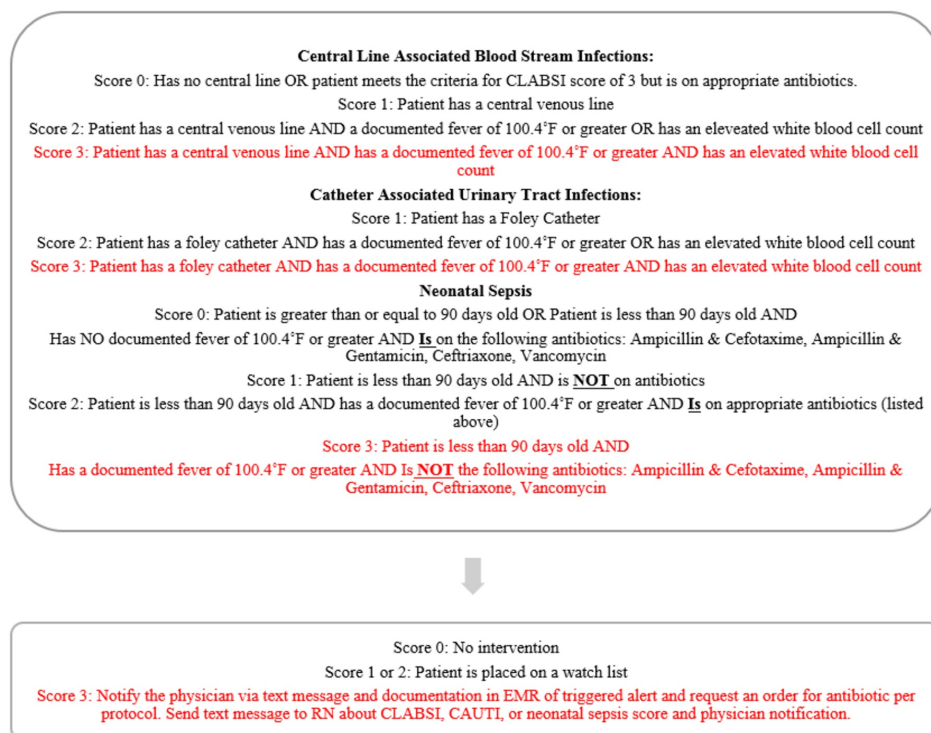 Central Line Associated Blood Stream Infections:
Score 0: Has no central line OR patient meets the criteria for CLABSI score of 3 but is on appropriate antibiotics.
Score 1: Patient has a central venous line
Score 2: Patient has a central venous line AND a documented fever of 100.4˚F or greater OR has an eleveated white blood cell count
Score 3: Patient has a central venous line AND has a documented fever of 100.4˚F or greater AND has an elevated white blood cell
count
Catheter Associated Urinary Tract Infections:
Score 1: Patient has a Foley Catheter
Score 2: Patient has a foley catheter AND has a documented fever of 100.4˚F or greater OR has an elevated white blood cell count
Score 3: Patient has a foley catheter AND has a documented fever of 100.4˚F or greater AND has an elevated white blood cell count
Neonatal Sepsis
Score 0: Patient is greater than or equal to 90 days old OR Patient is less than 90 days old AND
Has NO documented fever of 100.4˚F or greater AND Is on the following antibiotics: Ampicillin & Cefotaxime, Ampicillin &
Gentamicin, Ceftriaxone, Vancomycin
Score 1: Patient is less than 90 days old AND is NOT on antibiotics
Score 2: Patient is less than 90 days old AND has a documented fever of 100.4˚F or greater AND Is on appropriate antibiotics (listed
above)
Score 3: Patient is less than 90 days old AND
Has a documented fever of 100.4˚F or greater AND Is NOT the following antibiotics: Ampicillin & Cefotaxime, Ampicillin &
Gentamicin, Ceftriaxone, Vancomycin
Score 0: No intervention
Score 1 or 2: Patient is placed on a watch list
Score 3: Notify the physician via text message and documentation in EMR of triggered alert and request an order for antibiotic per
protocol. Send text message to RN about CLABSI, CAUTI, or neonatal sepsis score and physician notification.